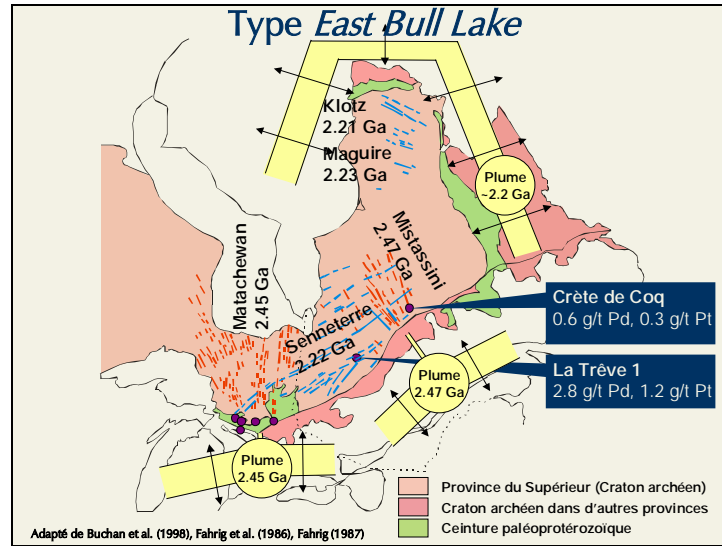 Type East Bull Lake
Klotz
2.21 Ga
Maguire
2.23 Ga
Plume
~2.2 Ga
Mistassini
2.47 Ga
Matachewan
2.45 Ga
Senneterre
2.22 Ga
Crète de Coq
0.6 g/t Pd, 0.3 g/t Pt
La Trêve 1
2.8 g/t Pd, 1.2 g/t Pt
Plume
2.47 Ga
Plume
2.45 Ga
Province du Supérieur (Craton archéen)
Craton archéen dans d'autres provinces
Ceinture paléoprotérozoïque
Adapté de Buchan et al. (1998), Fahrig et al. (1986), Fahrig (1987)